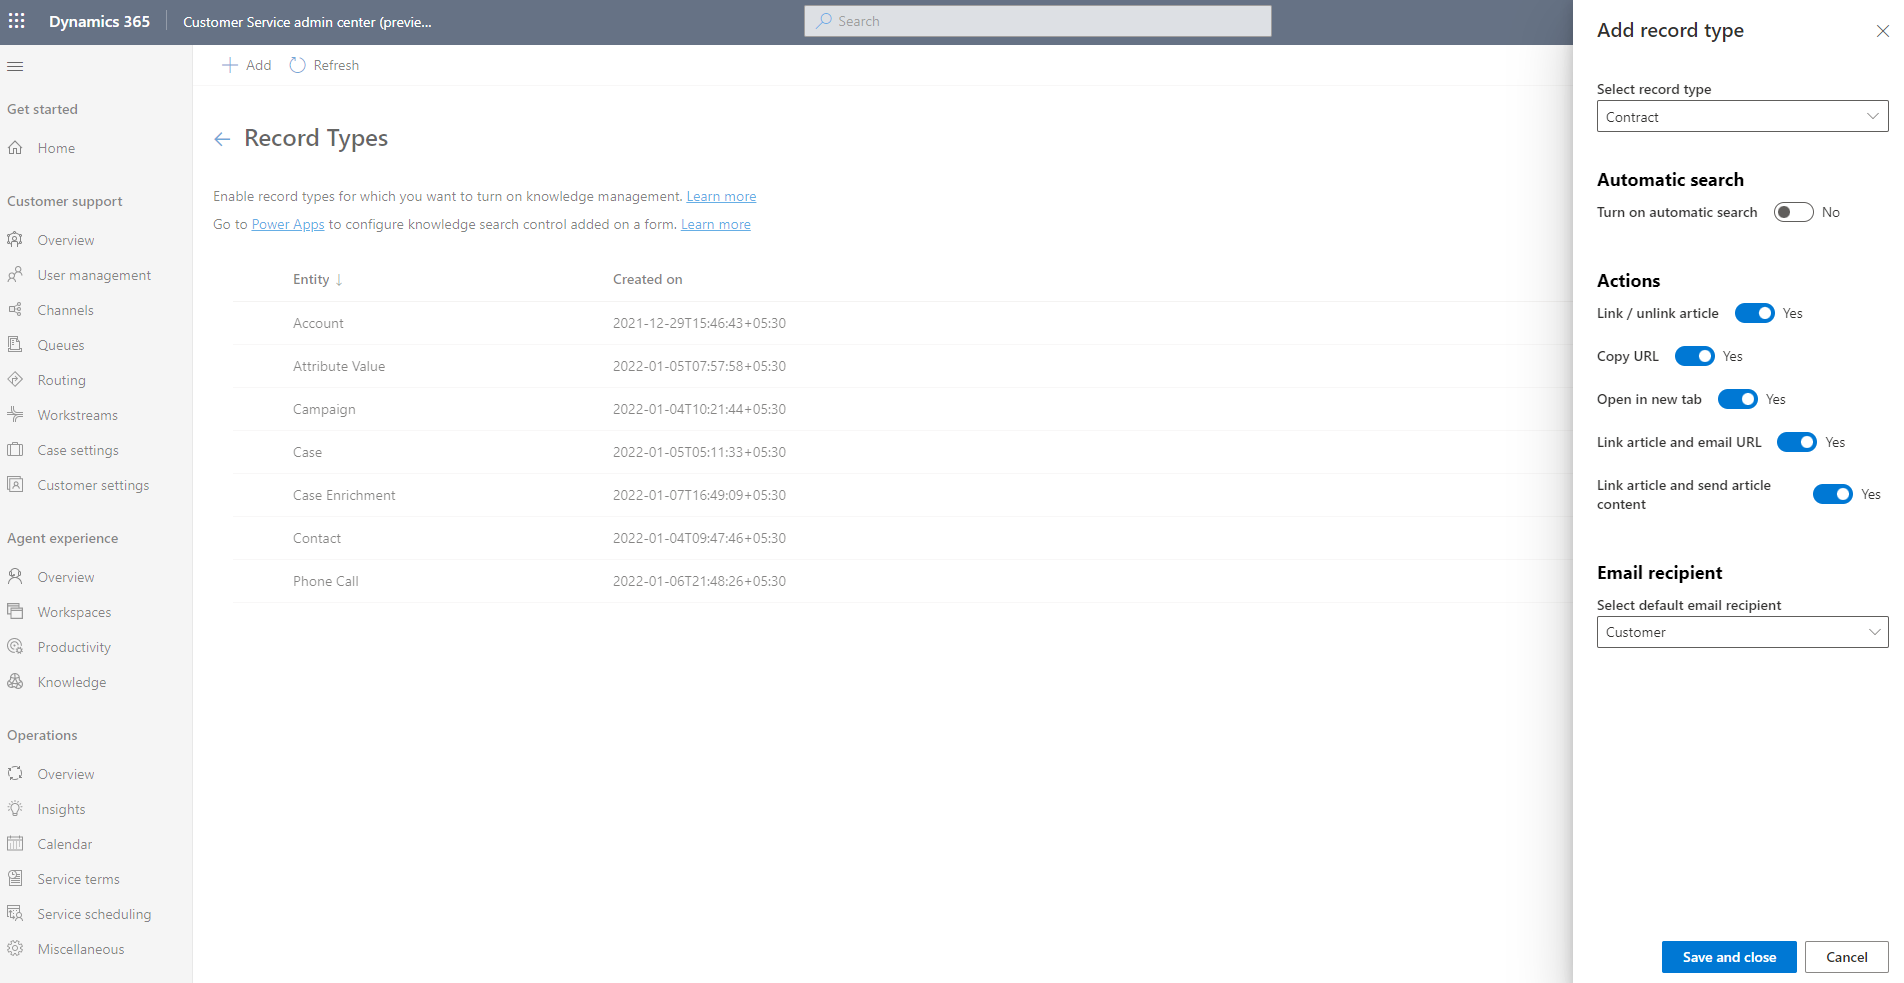 Dynamics 365
Customer Service admin center (previe...
Search
Add record type
Add
Refresh
Get started
Home
Customer support
Overview
User management
Channels
Queues
Routing
Workstreams
Case settings
Customer settings
Agent experience
Overview
Workspaces
Productivity
Knowledge
Operations
Overview
Insights
Calendar
Service terms
Service scheduling
Miscellaneous
Record Types
Enable record types for which you want to turn on knowledge management. Learn more
Go to Power Apps to configure knowledge search control added on a form. Learn more
Entity ↓ Created on
Account 2021-12-29T15:46:43+05:30
Attribute Value 2022-01-05T07:57:58+05:30
Campaign 2022-01-04T10:21:44+05:30
Case 2022-01-05T05:11:33+05:30
Case Enrichment 2022-01-07T16:49:09+05:30
Contact 2022-01-04T09:47:46+05:30
Phone Call 2022-01-06T21:48:26+05:30
Select record type
Contract
Automatic search
Turn on automatic search No
Actions
Link / unlink article Yes
Copy URL Yes
Open in new tab Yes
Link article and email URL Yes
Link article and send article
content Yes
Email recipient
Select default email recipient
Customer
Save and close
Cancel